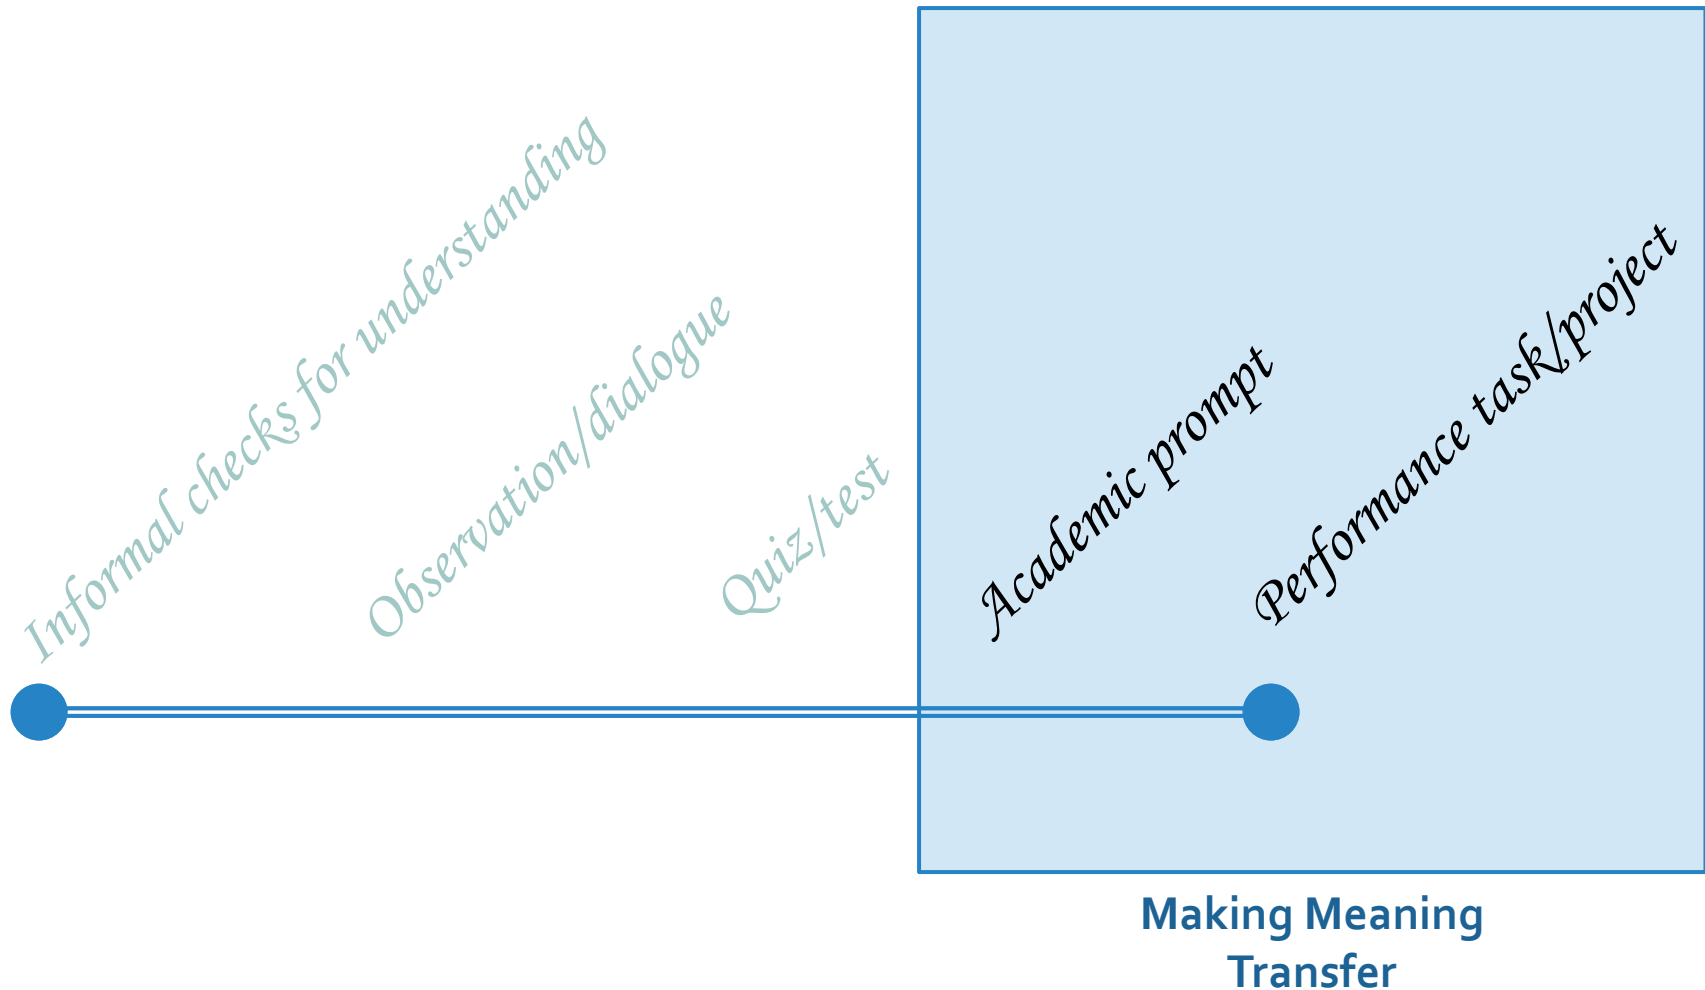 Informal checks for understanding
Observation/dialogue
Quiz/test
Academic prompt
Performance task/project
Making Meaning
Transfer